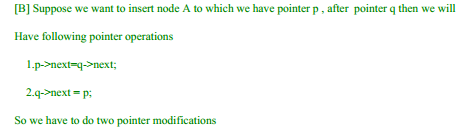 [B] Suppose we want to insert node A to which we have pointer p , after pointer q then we will
Have following pointer operations
1.p->next=q->next;
2.q->next = p;
So we have to do two pointer modifications